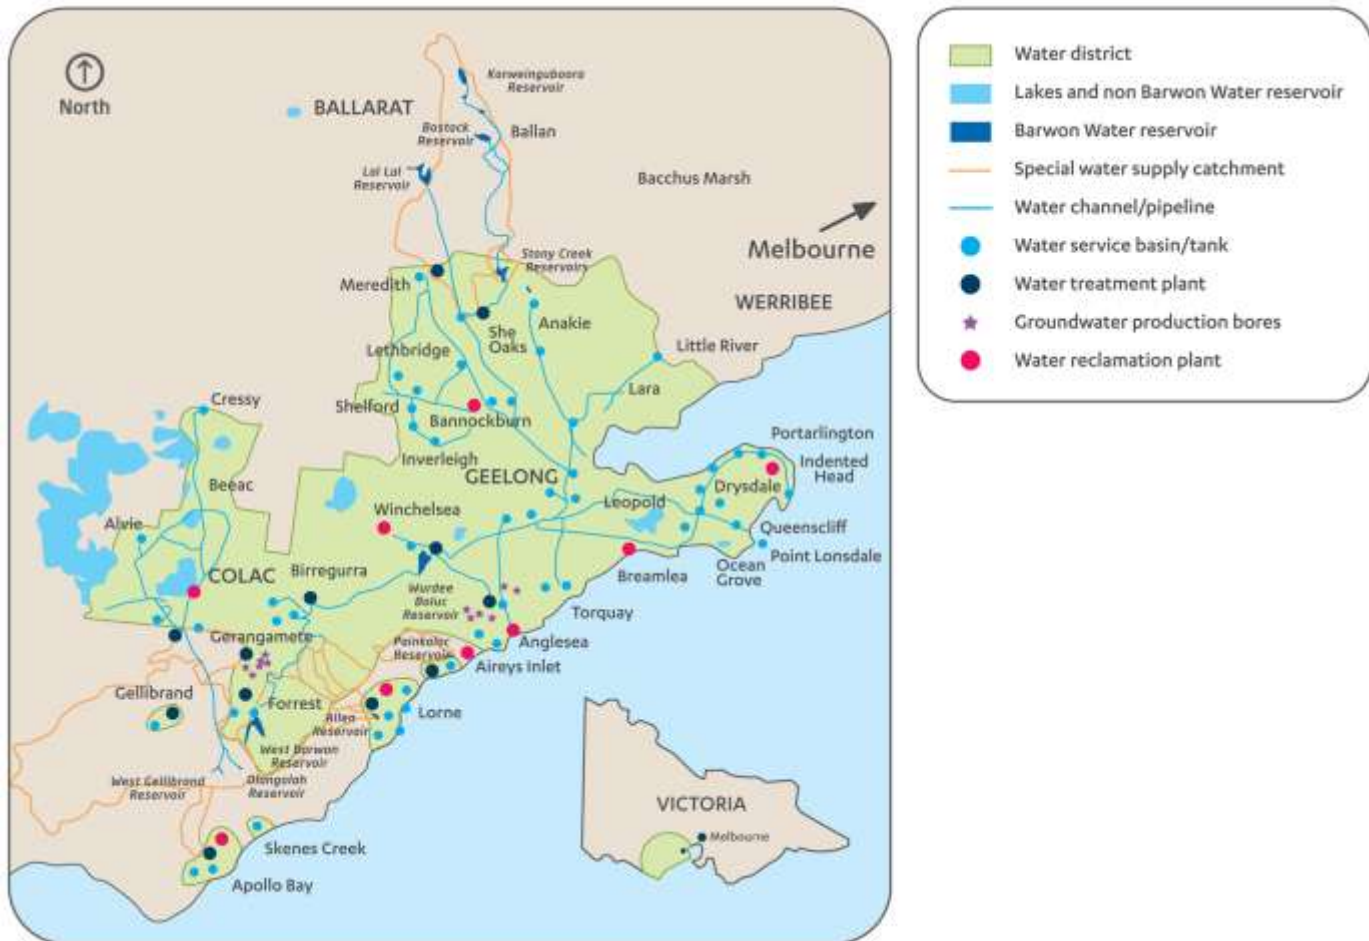 North
BALLARAT
Korweinguboora
Reservoir
Bostock
Reservoir
Ballan
Lal Lal
Reservoir
Bacchus Marsh
Melbourne
Stony Creek
Reservoirs
Meredith
WERRIBEE
She
Oaks
Anakie
Lethbridge
Little River
Lara
Cressy
Shelford
Bannockburn
Inverleigh
Portarlington
Indented
Head
GEELONG
Beeac
Drysdale
Leopold
Winchelsea
Alvie
Queenscliff
Point Lonsdale
Ocean
Grove
COLAC
Birregurra
Breamlea
Wurdee
Boluc
Reservoir
Torquay
Gerangamete
Painkalac
Reservoir
Anglesea
Aireys Inlet
Gellibrand
Forrest
Allen
Reservoir
Lorne
West Barwon
Reservoir
West Gellibrand
Reservoir
Olangolah
Reservoir
Skenes Creek
Apollo Bay
VICTORIA
Melbourne
Water district
Lakes and non Barwon Water reservoir
Barwon Water reservoir
Special water supply catchment
Water channel/pipeline
Water service basin/tank
Water treatment plant
Groundwater production bores
Water reclamation plant